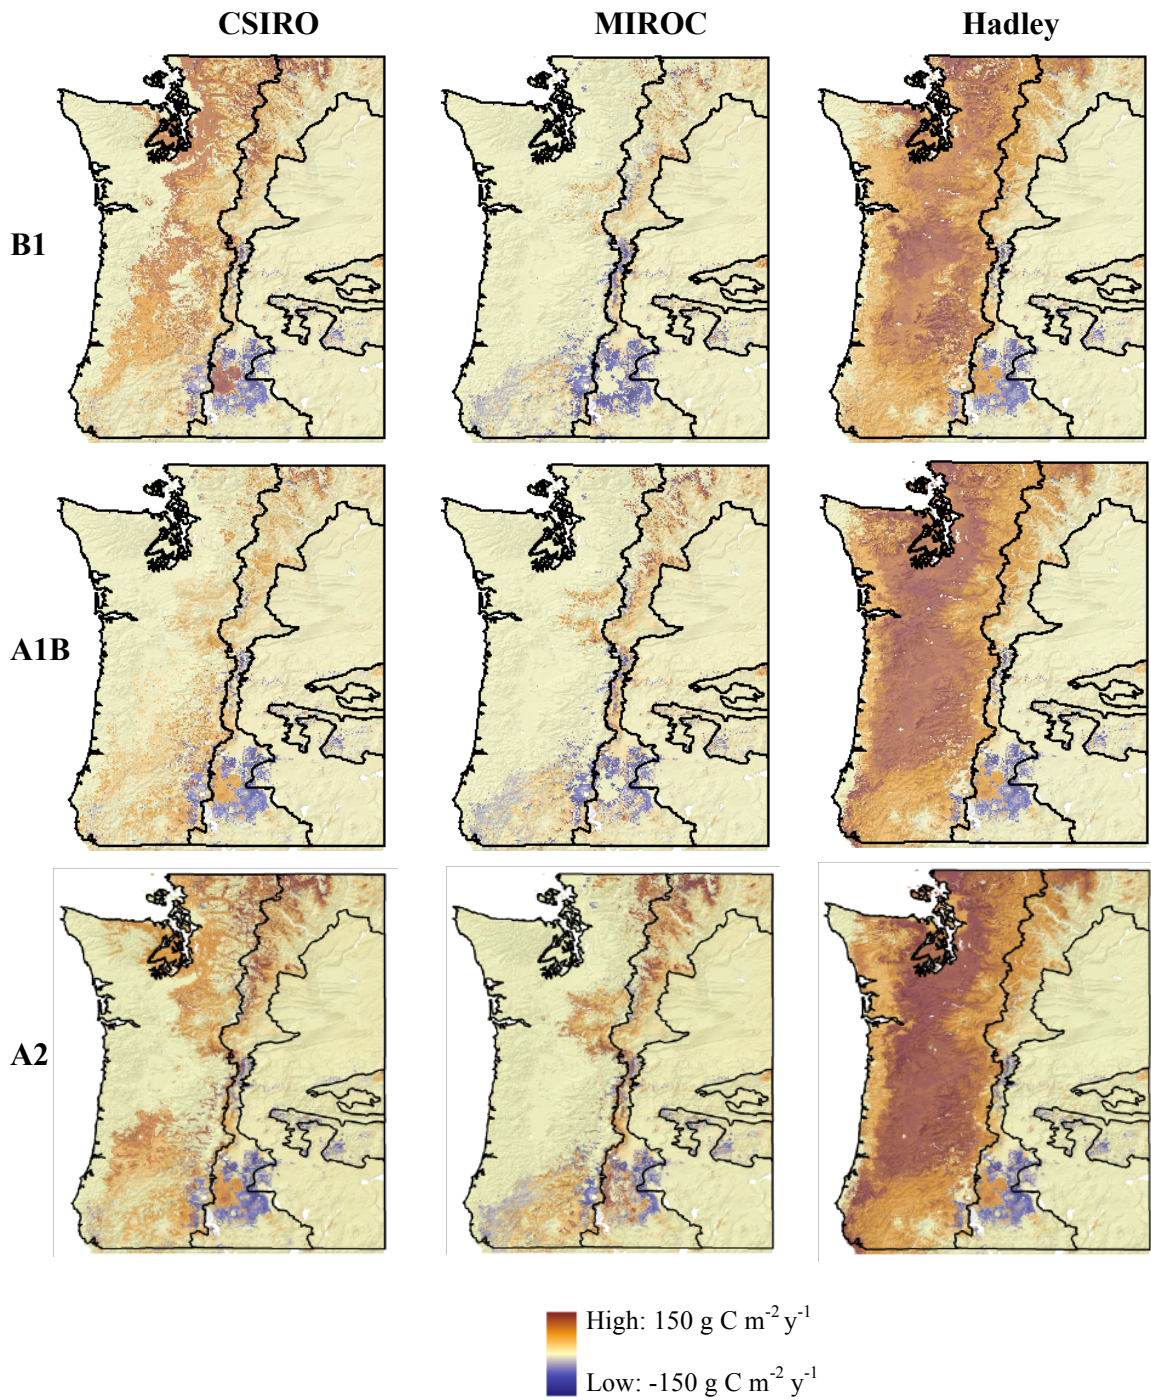 CSIRO MIROC Hadley
B1
A1B
A2
High: 150 g C m⁻² y⁻¹
Low: -150 g C m⁻² y⁻¹